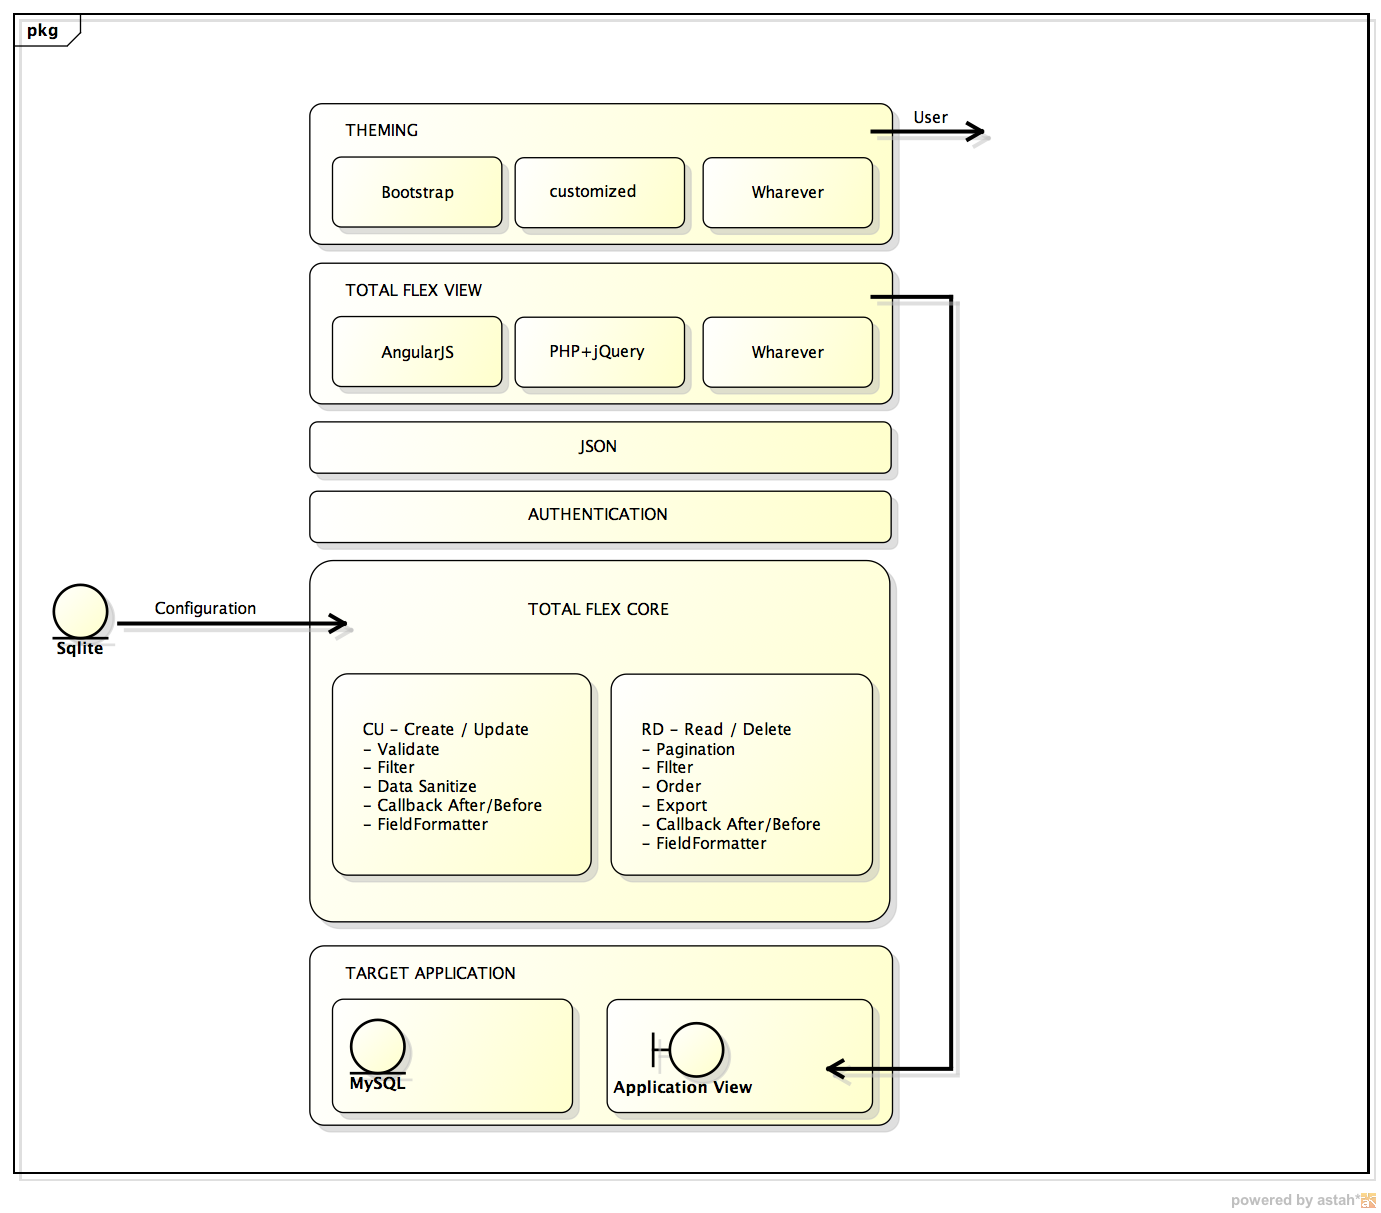 pkg
THEMING
User
Bootstrap
customized
Wharever
TOTAL FLEX VIEW
AngularJS
PHP+jQuery
Wharever
JSON
AUTHENTICATION
TOTAL FLEX CORE
Configuration
Sqlite
CU - Create / Update
- Validate
- Filter
- Data Sanitize
- Callback After/Before
- FieldFormatter
RD - Read / Delete
- Pagination
- FIlter
- Order
- Export
- Callback After/Before
- FieldFormatter
TARGET APPLICATION
MySQL
Application View
powered by astah*